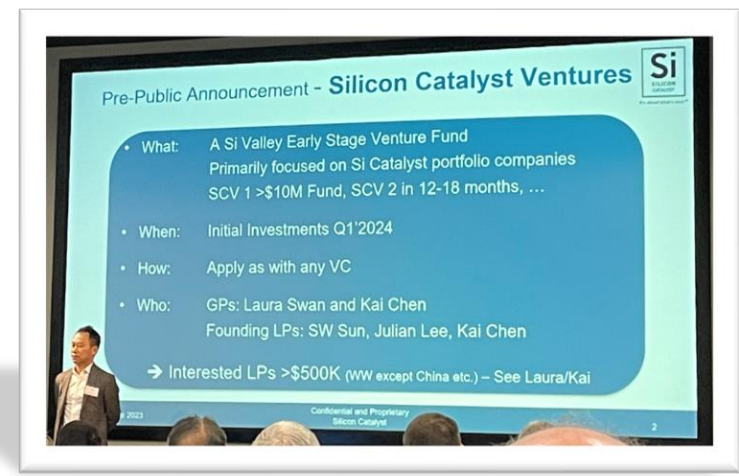 Pre-Public Announcement - Silicon Catalyst Ventures
Si
SILICON
CATALYST
• What: A Si Valley Early Stage Venture Fund
Primarily focused on Si Catalyst portfolio companies
SCV 1 >$10M Fund, SCV 2 in 12-18 months, …
• When: Initial Investments Q1'2024
• How: Apply as with any VC
• Who: GPs: Laura Swan and Kai Chen
Founding LPs: SW Sun, Julian Lee, Kai Chen
➔ Interested LPs >$500K (WW except China etc.) – See Laura/Kai
2023
Confidential and Proprietary
Silicon Catalyst
2